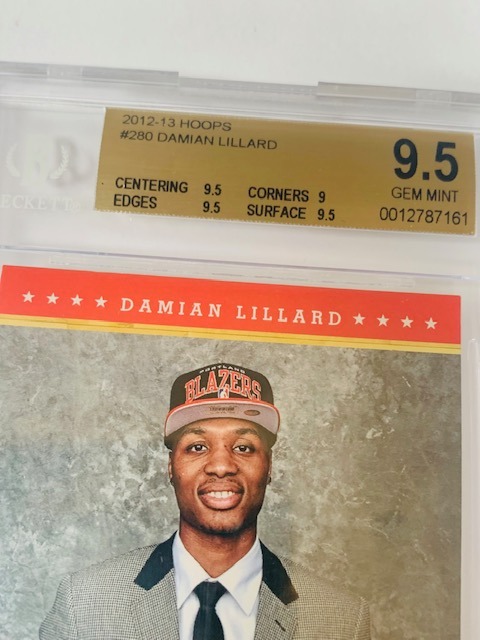 2012-13 HOOPS
#280 DAMIAN LILLARD
9.5
GEM MINT
CENTERING 9.5 CORNERS 9
EDGES 9.5 SURFACE 9.5
0012787161
★ ★ ★ ★ DAMIAN LILLARD ★ ★ ★ ★
PORTLAND
BLAZERS